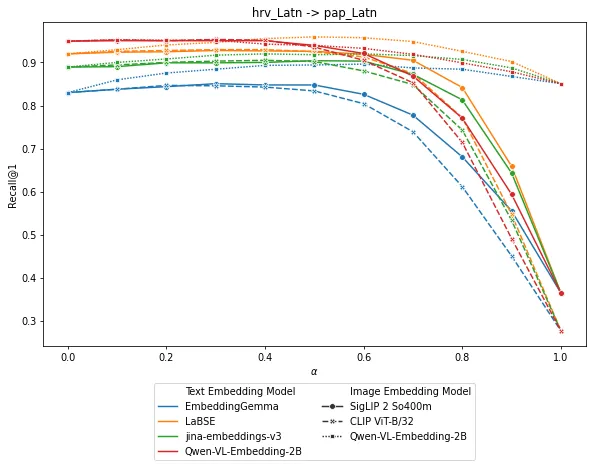 hrv_Latn -> pap_Latn
Recall@1
0.9
0.8
0.7
0.6
0.5
0.4
0.3
0.0
0.2
0.4
0.6
0.8
1.0
α
Text Embedding Model
EmbeddingGemma
LaBSE
jina-embeddings-v3
Qwen-VL-Embedding-2B
Image Embedding Model
SigLIP 2 So400m
CLIP ViT-B/32
Qwen-VL-Embedding-2B